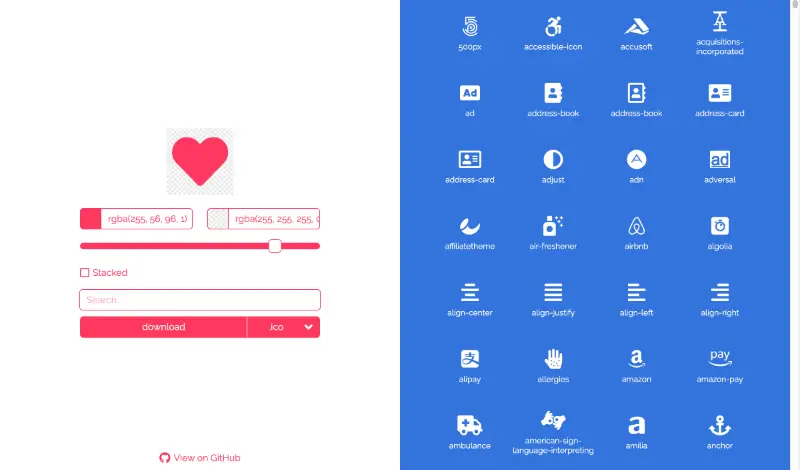 rgba(255, 56, 96, 1)
rgba(255, 255, 255, 0
Stacked
Search
download
.ico
View on GitHub
500px
accessible-icon
accusoft
acquisitions-
incorporated
Ad
ad
address-book
address-book
address-card
address-card
adjust
adn
ad
adversal
affiliatetheme
air-freshener
airbnb
algolia
align-center
align-justify
align-left
align-right
支
alipay
allergies
a
amazon
pay
amazon-pay
ambulance
american-sign-
language-interpreting
a
amilia
anchor